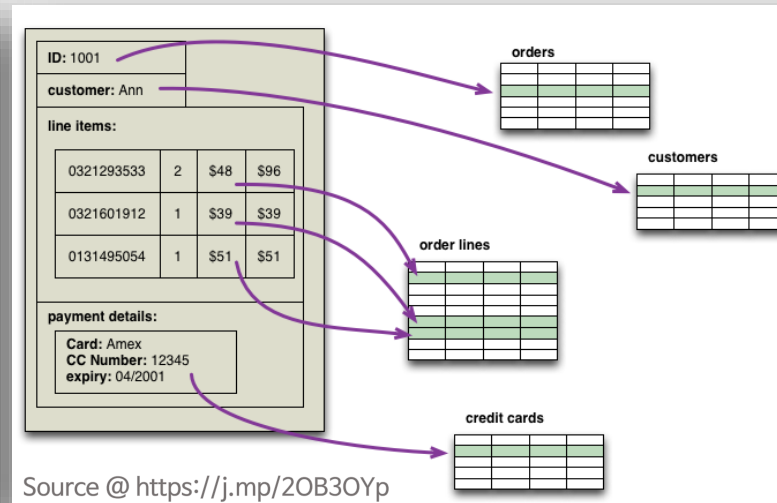 ID: 1001
customer: Ann
line items:
0321293533 2 $48 $96
0321601912 1 $39 $39
0131495054 1 $51 $51
payment details:
Card: Amex
CC Number: 12345
expiry: 04/2001
orders
customers
order lines
credit cards
Source @ https://j.mp/2OB3OYp